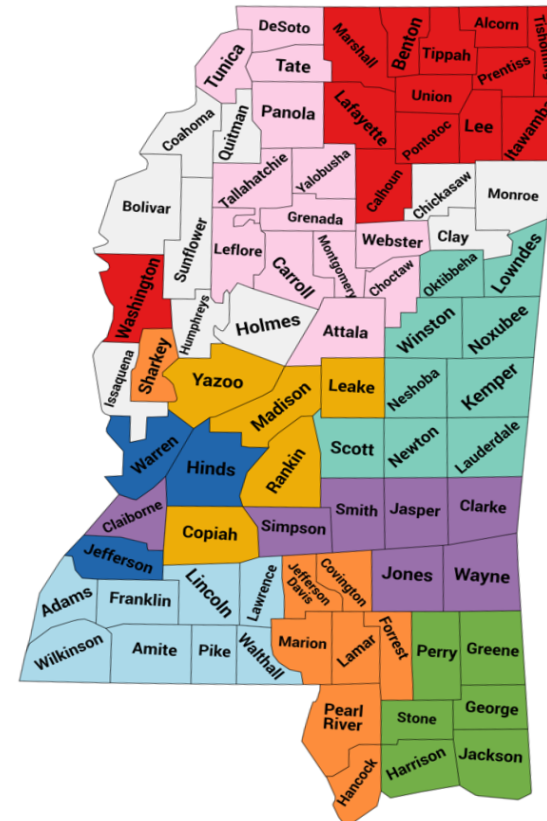 DeSoto
Marshall
Benton
Tippah
Alcorn
Tunica
Tate
Prentiss
Panola
Lafayette
Union
Coahoma
Quitman
Pontotoc
Lee
Itawamba
Tallahatchie
Yalobusha
Calhoun
Chickasaw
Monroe
Bolivar
Sunflower
Grenada
Leflore
Carroll
Montgomery
Webster
Clay
Choctaw
Oktibbeha
Lowndes
Washington
Humphreys
Holmes
Attala
Winston
Noxubee
Issaquena
Sharkey
Yazoo
Madison
Leake
Neshoba
Kemper
Warren
Hinds
Rankin
Scott
Newton
Lauderdale
Claiborne
Copiah
Simpson
Smith
Jasper
Clarke
Jefferson
Adams
Franklin
Lincoln
Lawrence
Jefferson
Davis
Covington
Jones
Wayne
Wilkinson
Amite
Pike
Walthall
Marion
Lamar
Forrest
Perry
Greene
Pearl
River
Stone
George
Hancock
Harrison
Jackson